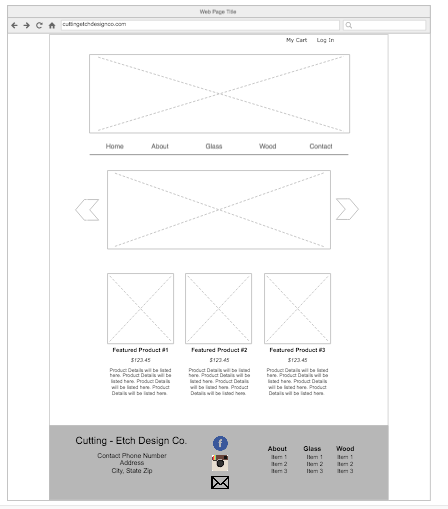 Web Page Title
cuttingetchdesignco.com
My Cart Log In
Home About Glass Wood Contact
Featured Product #1 Featured Product #2 Featured Product #3
$123.45 $123.45 $123.45
Product Details will be Product Details will be Product Details will be
listed here. Product listed here. Product listed here. Product
Details will be listed Details will be listed Details will be listed
here. Product Details will here. Product Details will here. Product Details will
be listed here. Product be listed here. Product be listed here. Product
Details will be listed here. Details will be listed here. Details will be listed here.
Cutting - Etch Design Co.
Contact Phone Number
Address
City, State Zip
f
About Glass Wood
Item 1 Item 1 Item 1
Item 2 Item 2 Item 2
Item 3 Item 3 Item 3